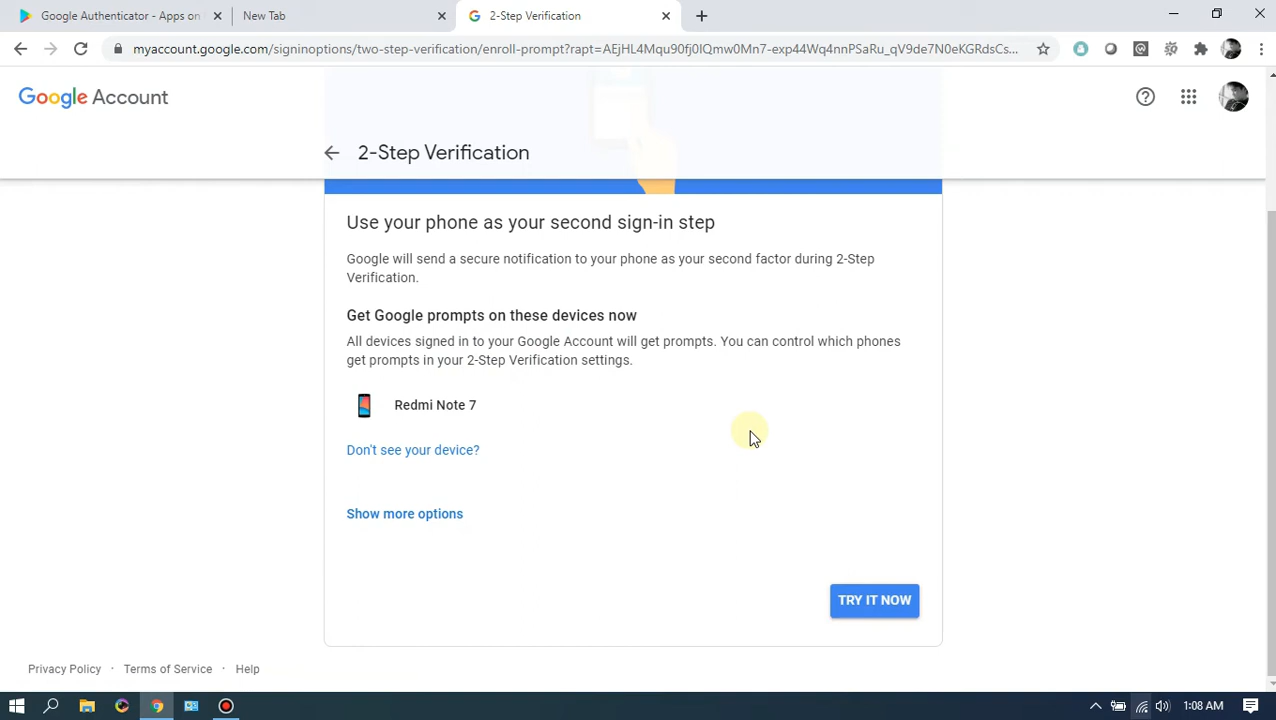 Google Authenticator - Apps on
New Tab
2-Step Verification
myaccount.google.com/signinoptions/two-step-verification/enroll-prompt?rapt=AEjHL4Mqu90fj0IQmw0Mn7-exp44Wq4nnPSaRu_qV9de7N0eKGRdsCs...
Google Account
2-Step Verification
Use your phone as your second sign-in step
Google will send a secure notification to your phone as your second factor during 2-Step
Verification.
Get Google prompts on these devices now
All devices signed in to your Google Account will get prompts. You can control which phones
get prompts in your 2-Step Verification settings.
Redmi Note 7
Don't see your device?
Show more options
TRY IT NOW
Privacy Policy · Terms of Service · Help
1:08 AM